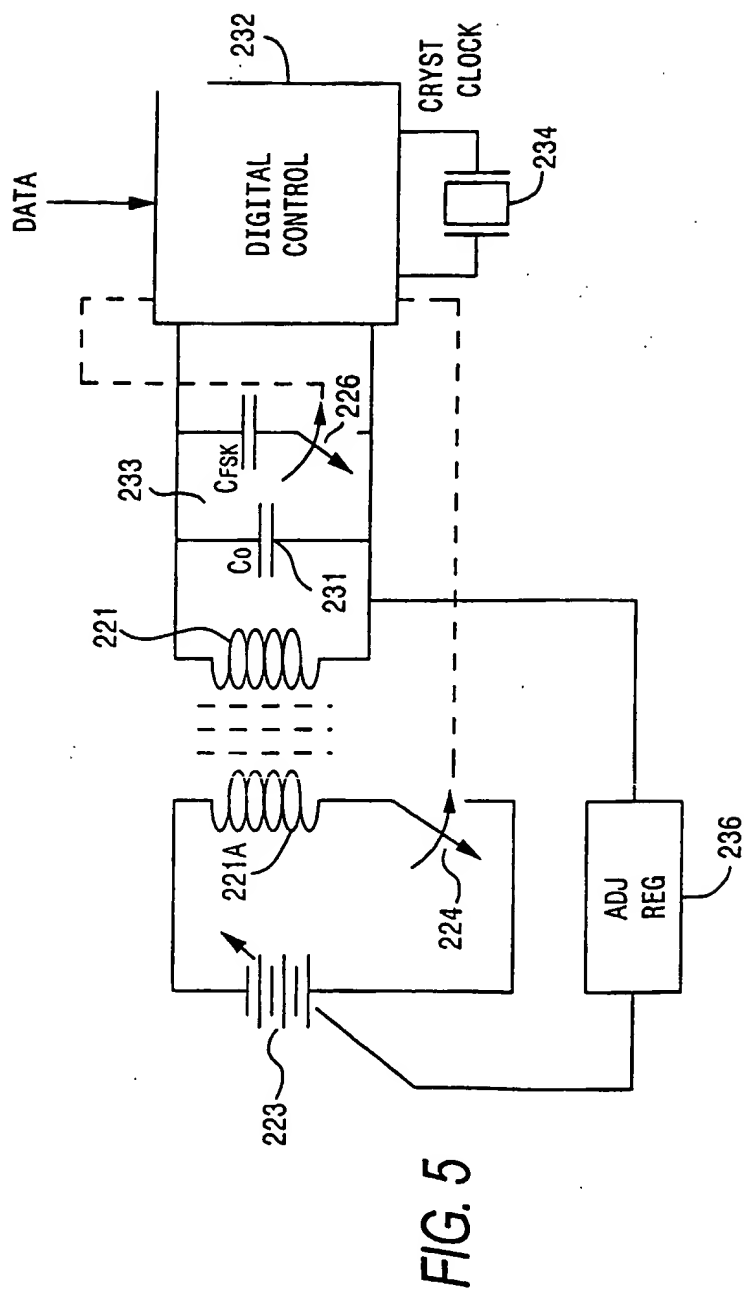 DATA
232
DIGITAL
CONTROL
CRYST
CLOCK
234
226
CFSK
233
C0
231
221
221A
224
223
ADJ
REG
236
FIG. 5